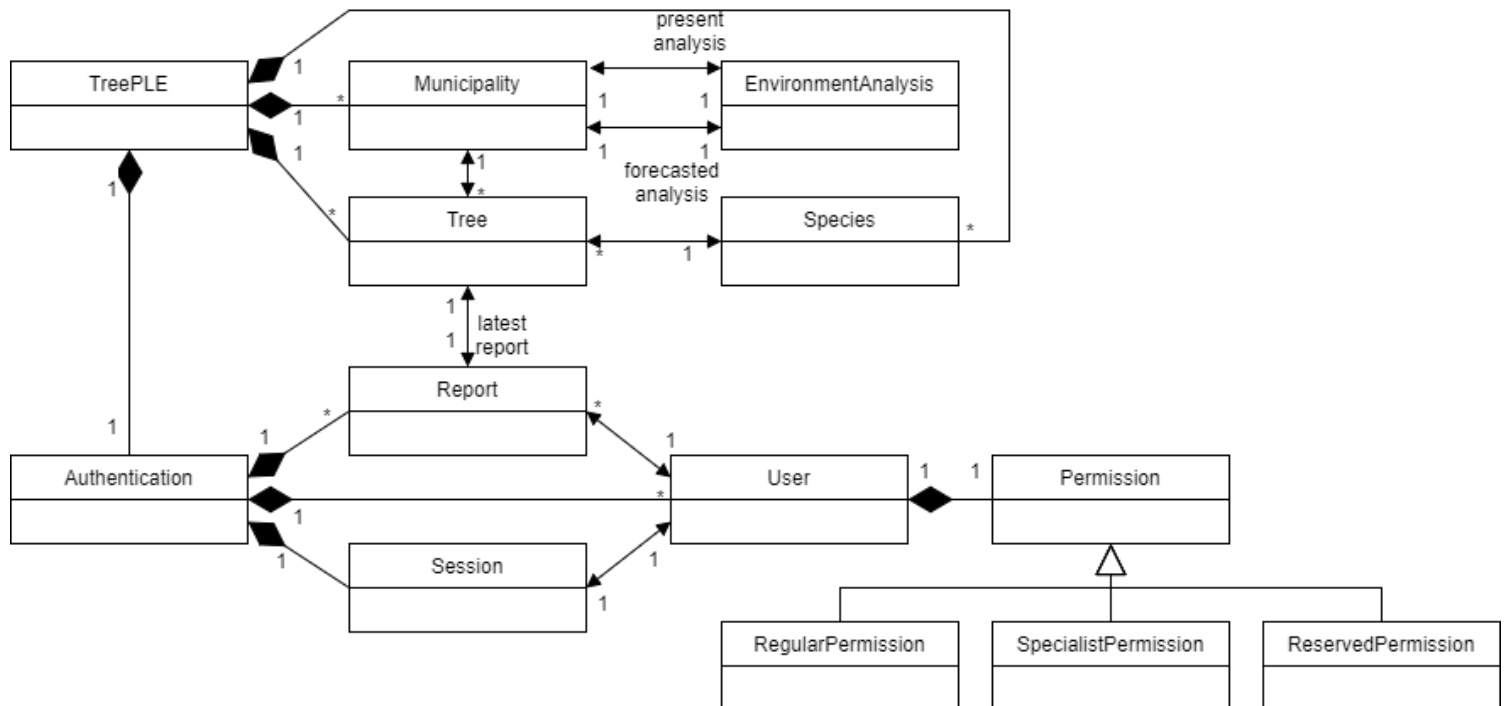 present
analysis
1
TreePLE
Municipality
EnvironmentAnalysis
*
1
1
1
1
1
1
1
forecasted
analysis
1
*
*
Tree
Species
*
*
1
1
latest
report
1
Report
*
*
1
1
1
Authentication
User
1
1
Permission
*
1
Session
1
1
1
RegularPermission
SpecialistPermission
ReservedPermission